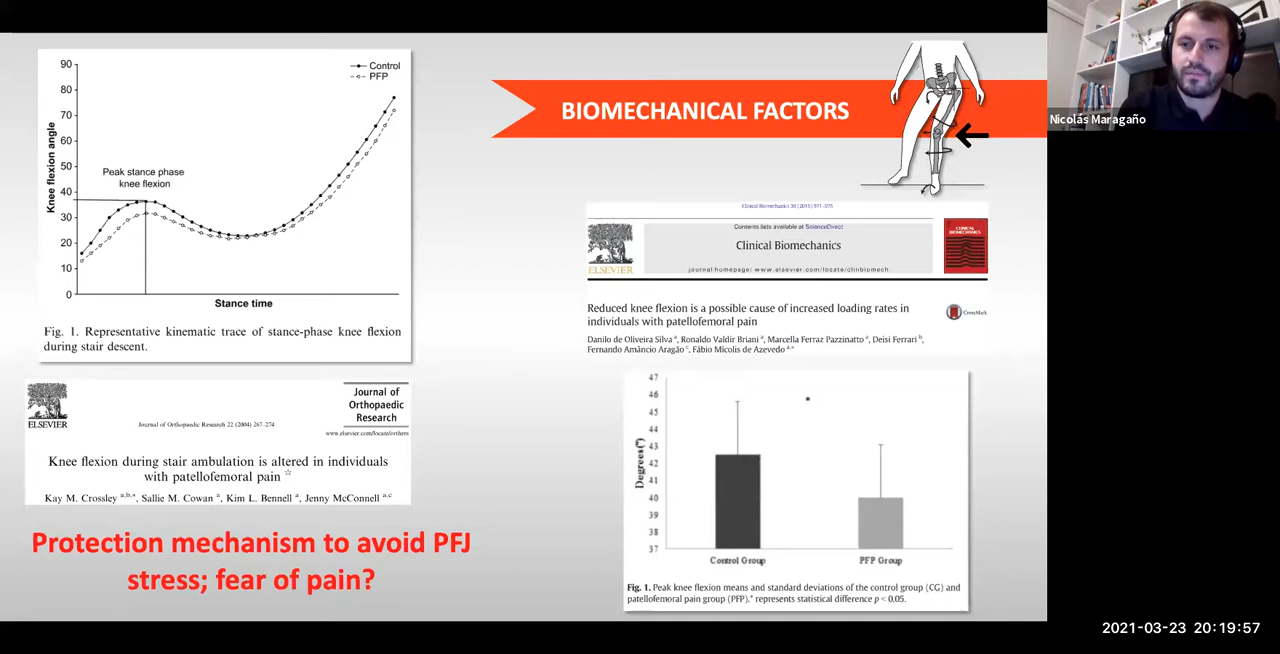 90
80
70
60
50
40
30
20
10
0
Knee flexion angle
Control
PFP
Peak stance phase
knee flexion
Stance time
Fig. 1. Representative kinematic trace of stance-phase knee flexion
during stair descent.
ELSEVIER
Journal of Orthopaedic Research 22 (2004) 267–274
Journal of
Orthopaedic
Research
www.elsevier.com/locate/orthres
Knee flexion during stair ambulation is altered in individuals
with patellofemoral pain ☆
Kay M. Crossley a,b,*, Sallie M. Cowan a, Kim L. Bennell a, Jenny McConnell a,c
Protection mechanism to avoid PFJ
stress; fear of pain?
BIOMECHANICAL FACTORS
Clinical Biomechanics 30 (2015) 971–975
Contents lists available at ScienceDirect
Clinical Biomechanics
journal homepage: www.elsevier.com/locate/clinbiomech
ELSEVIER
CLINICAL
BIOMECHANICS
Reduced knee flexion is a possible cause of increased loading rates in
individuals with patellofemoral pain
CrossMark
Danilo de Oliveira Silva a, Ronaldo Valdir Briani a, Marcella Ferraz Pazzinatto a, Deisi Ferrari b,
Fernando Amâncio Aragão c, Fábio Mícolis de Azevedo a,*
47
46
45
44
43
42
41
40
39
38
37
Degrees(°)
*
Control Group
PFP Group
Fig. 1. Peak knee flexion means and standard deviations of the control group (CG) and
patellofemoral pain group (PFP).* represents statistical difference p < 0.05.
Nicolás Maragaño
2021-03-23 20:19:57